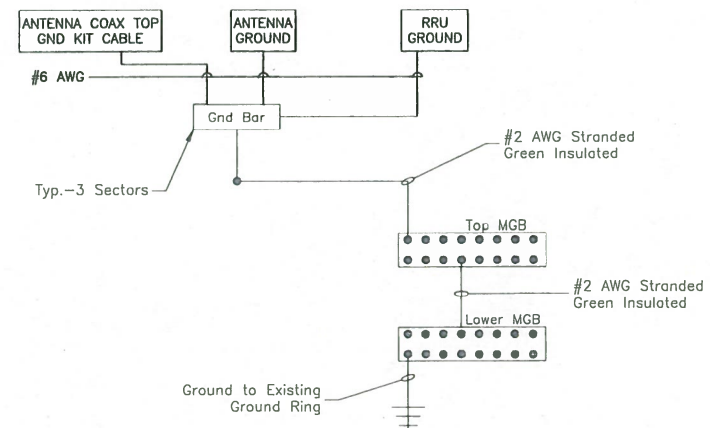 ANTENNA COAX TOP
GND KIT CABLE
ANTENNA
GROUND
RRU
GROUND
#6 AWG
Gnd Bar
#2 AWG Stranded
Green Insulated
Typ.-3 Sectors
Top MGB
#2 AWG Stranded
Green Insulated
Lower MGB
Ground to Existing
Ground Ring